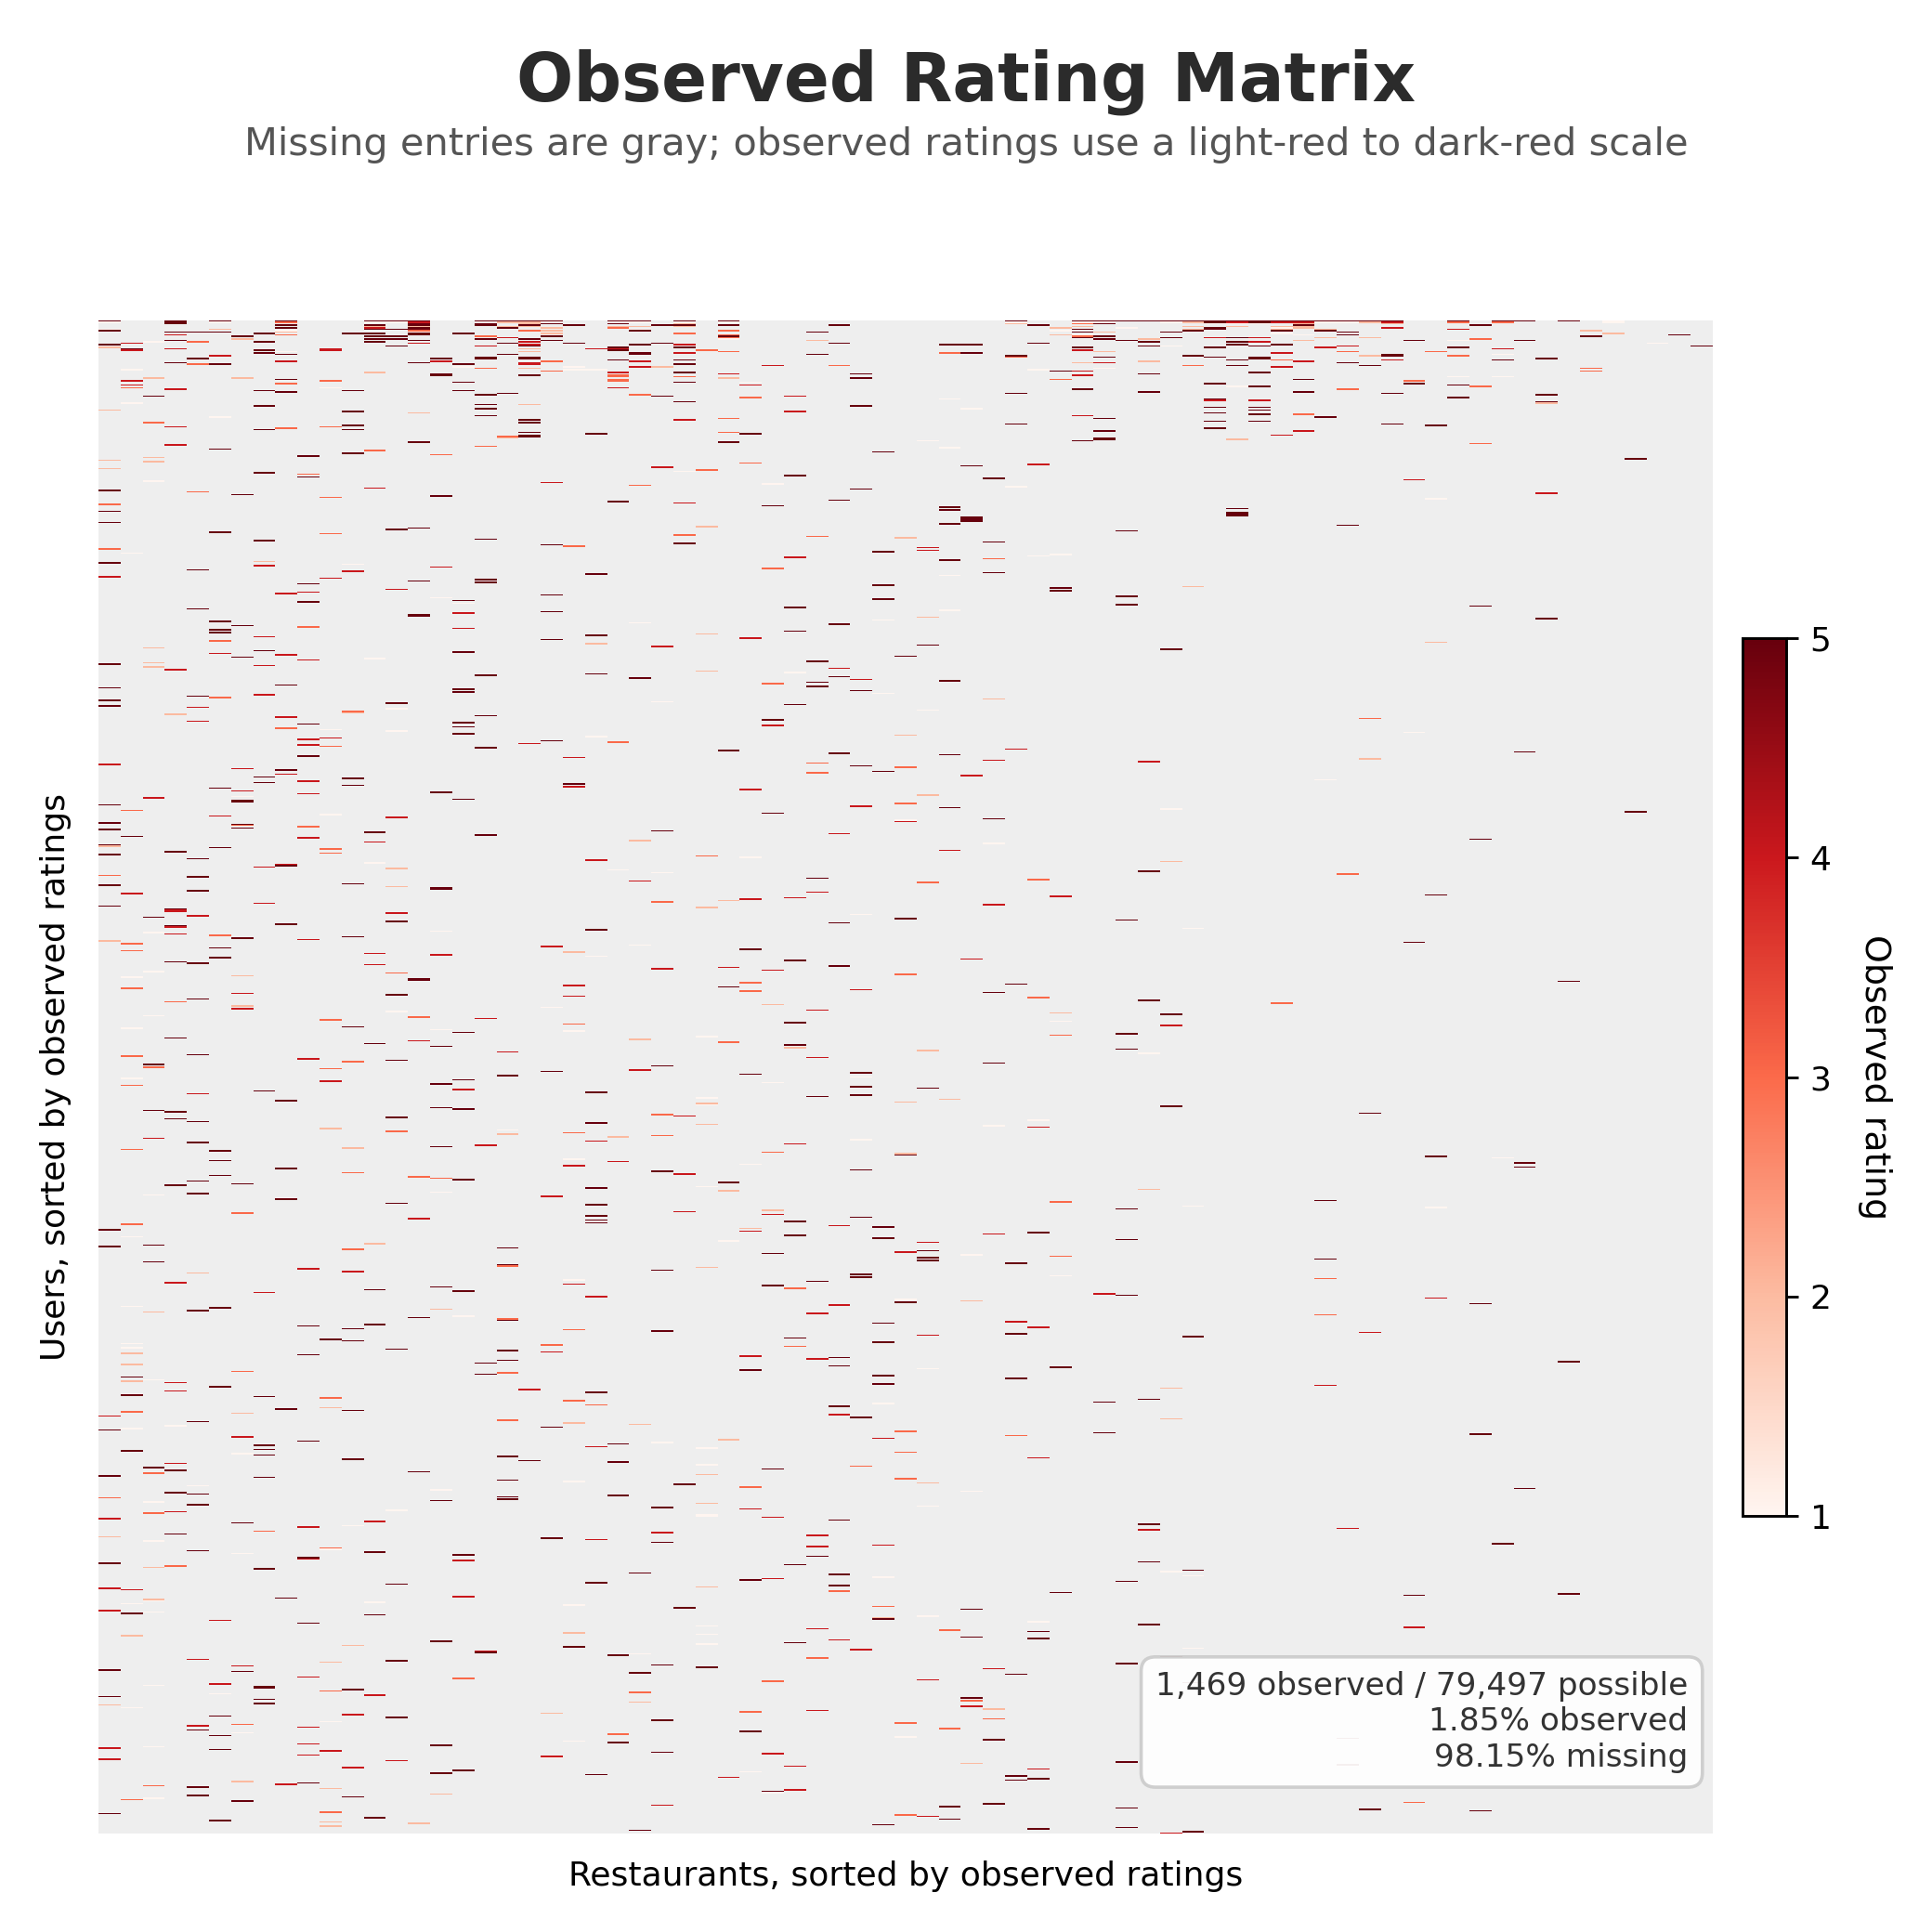 Observed Rating Matrix
Missing entries are gray; observed ratings use a light-red to dark-red scale
Users, sorted by observed ratings
5
4
3
2
1
Observed rating
1,469 observed / 79,497 possible
1.85% observed
98.15% missing
Restaurants, sorted by observed ratings